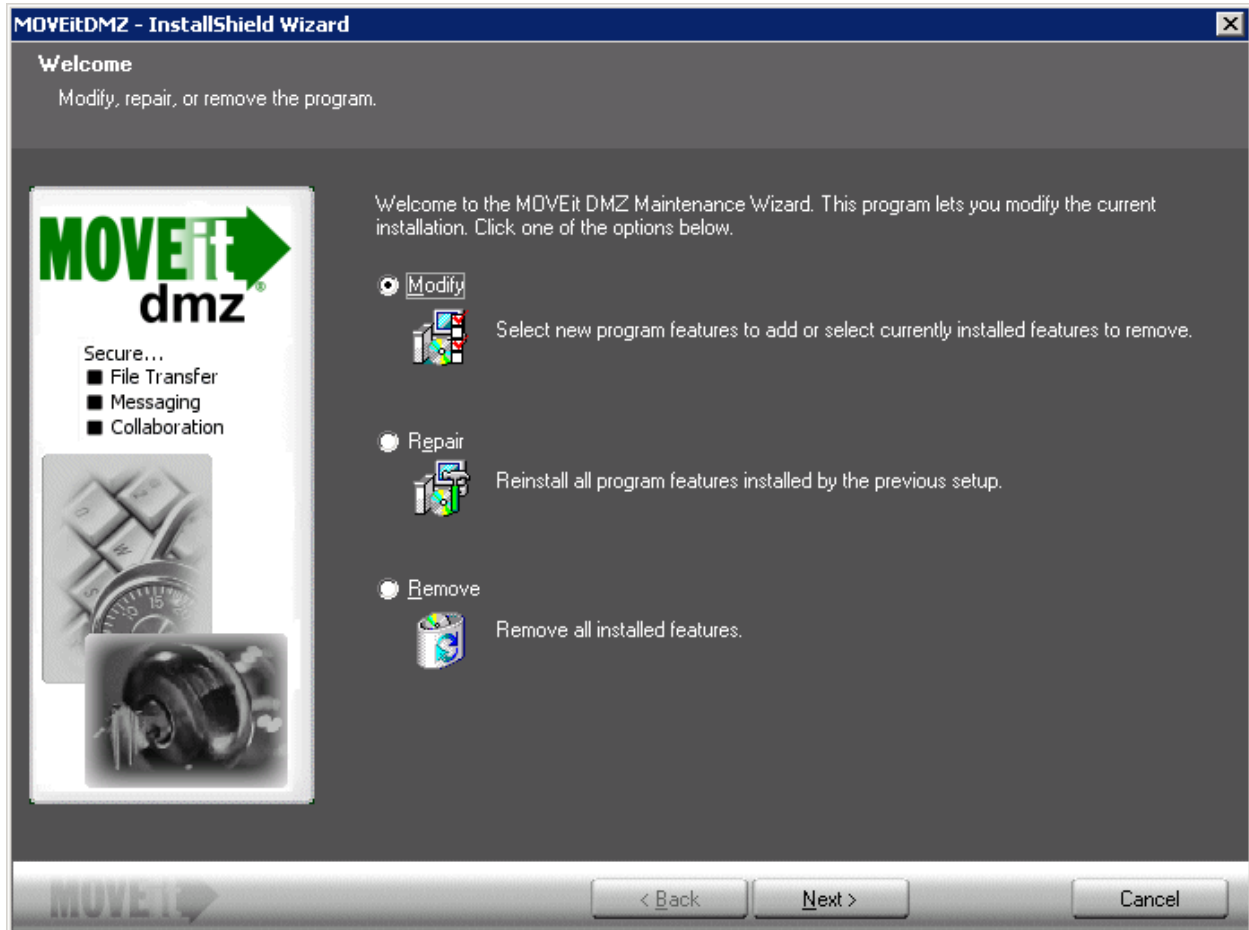 MOVEitDMZ - InstallShield Wizard
Welcome
Modify, repair, or remove the program.
MOVEit
dmz®
Secure...
■ File Transfer
■ Messaging
■ Collaboration
Welcome to the MOVEit DMZ Maintenance Wizard. This program lets you modify the current
installation. Click one of the options below.
Modify
Select new program features to add or select currently installed features to remove.
Repair
Reinstall all program features installed by the previous setup.
Remove
Remove all installed features.
MOVEit
< Back
Next >
Cancel